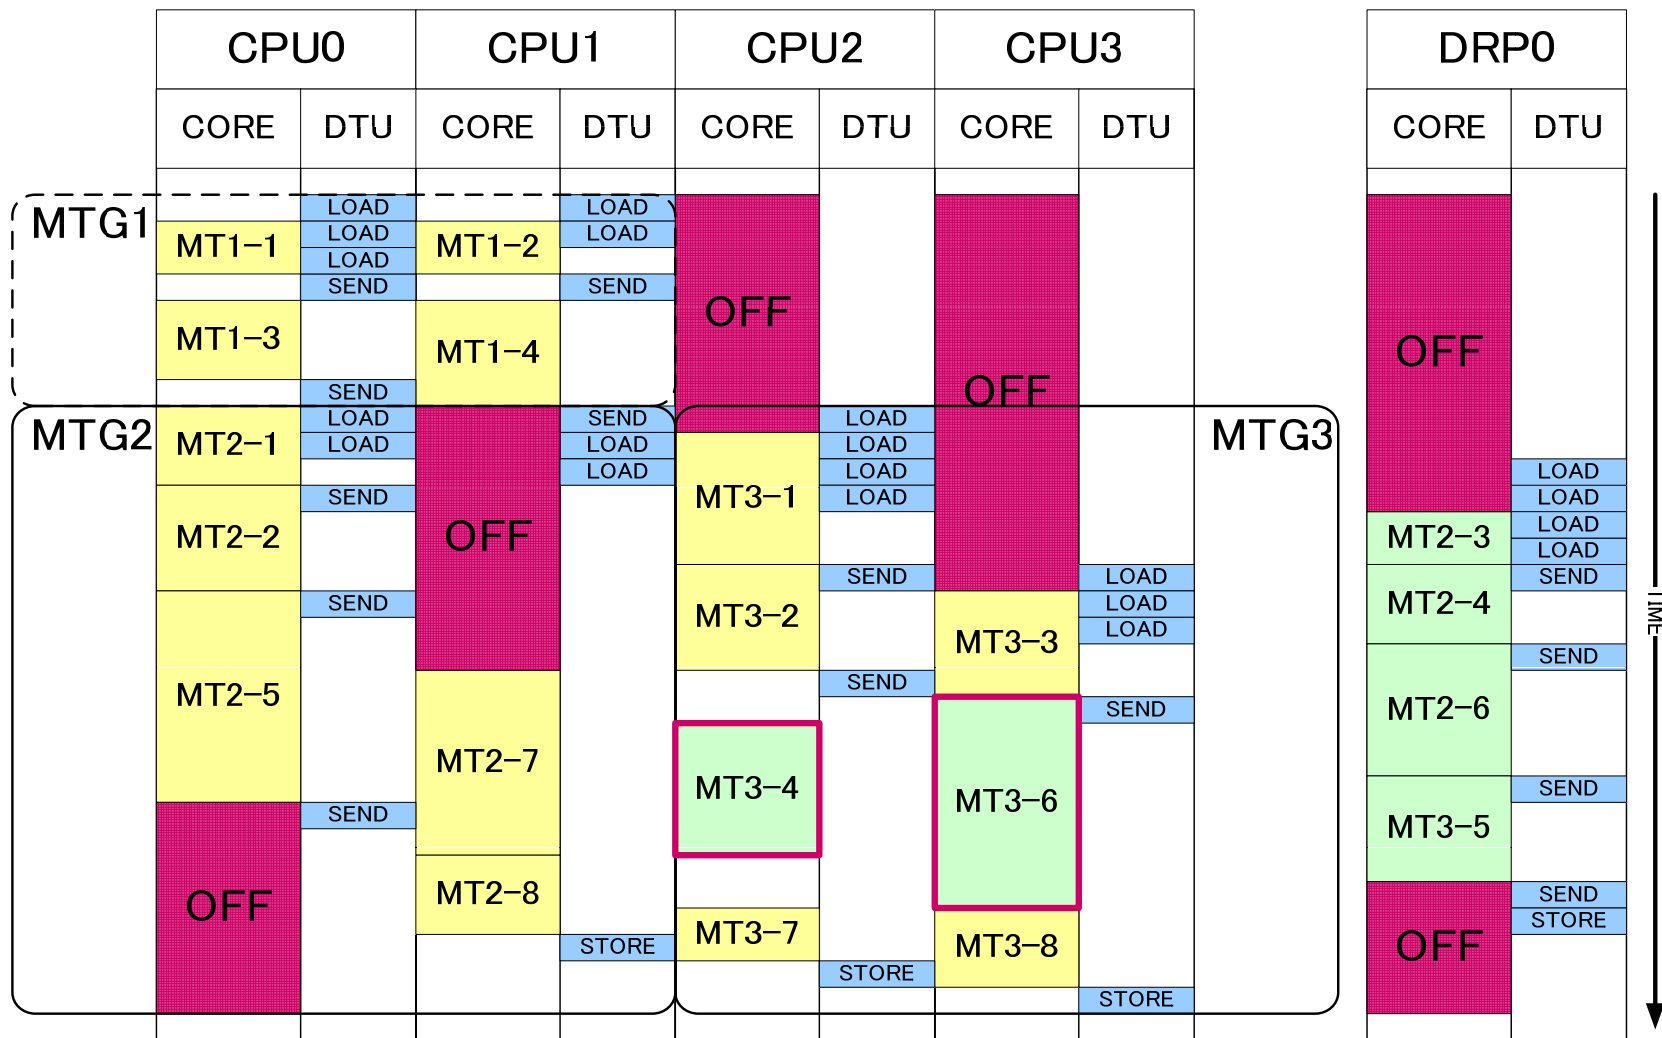 CPU0 CPU1 CPU2 CPU3 DRP0
CORE DTU CORE DTU CORE DTU CORE DTU CORE DTU
LOAD LOAD
MTG1
LOAD LOAD
MT1-1 MT1-2
LOAD
SEND SEND
OFF
MT1-3
MT1-4 OFF
OFF
SEND
LOAD SEND LOAD
MTG2 MTG3
MT2-1
LOAD LOAD LOAD
LOAD LOAD LOAD
SEND MT3-1 LOAD LOAD
LOAD
MT2-2 OFF MT2-3
LOAD
SEND LOAD SEND
SEND LOAD MT2-4
TIME
MT3-2
LOAD
MT3-3
SEND
SEND
MT2-5
SEND MT2-6
MT2-7
MT3-4 SEND
MT3-6
SEND
MT3-5
MT2-8 SEND
OFF
STORE
MT3-7
STORE MT3-8 OFF
STORE
STORE